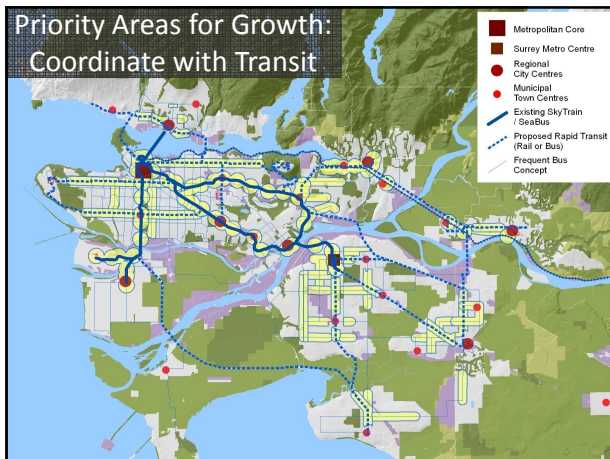 Priority Areas for Growth:
Coordinate with Transit
Metropolitan Core
Surrey Metro Centre
Regional
City Centres
Municipal
Town Centres
Existing SkyTrain
/ SeaBus
Proposed Rapid Transit
(Rail or Bus)
Frequent Bus
Concept